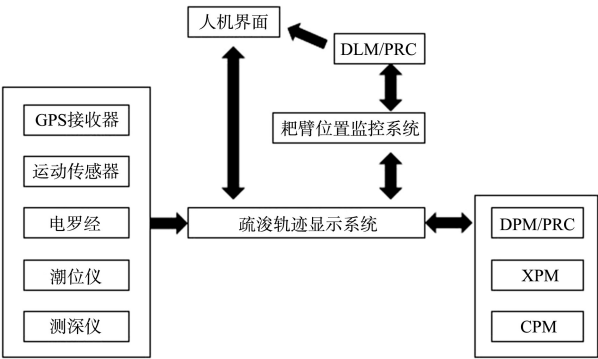 人机界面
DLM/PRC
GPS接收器
耙臂位置监控系统
运动传感器
电罗经
疏浚轨迹显示系统
DPM/PRC
潮位仪
XPM
测深仪
CPM